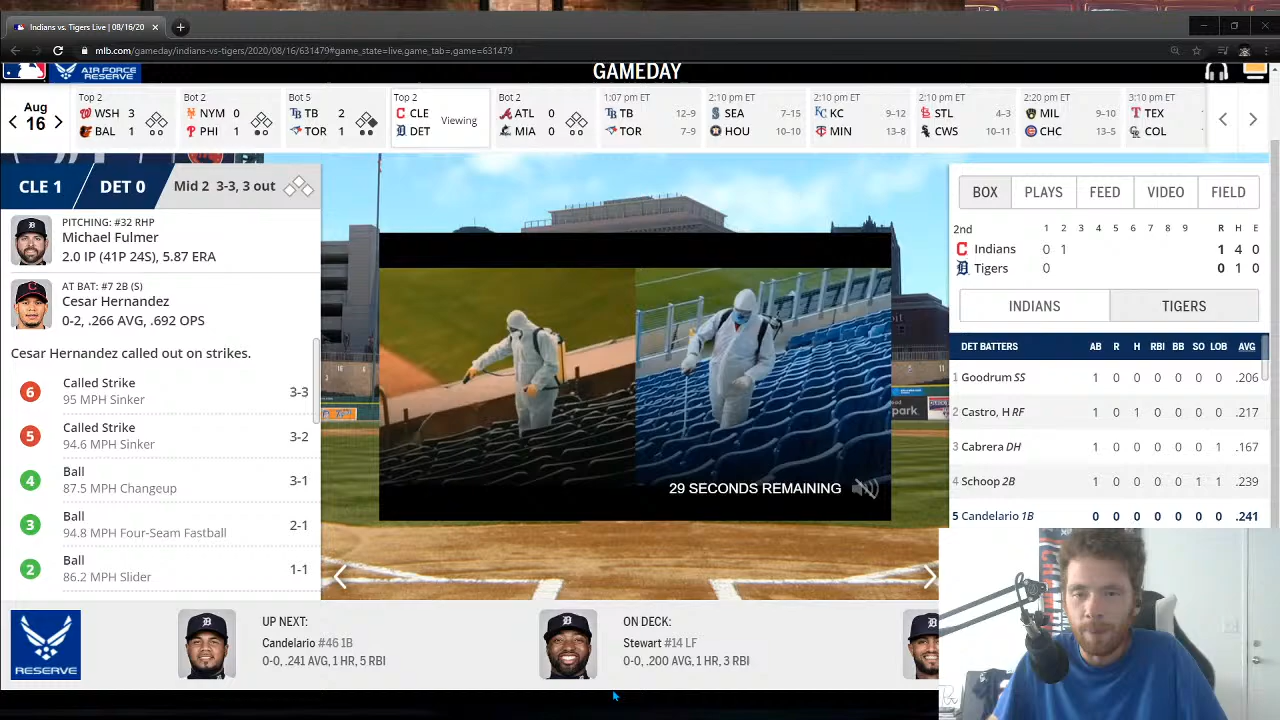 Indians vs. Tigers Live | 08/16/20
mlb.com/gameday/indians-vs-tigers/2020/08/16/631479#game_state=live,game_tab=,game=631479
AIR FORCE
RESERVE
GAMEDAY
Aug
16
Top 2
WSH 3
BAL 1
Bot 2
NYM 0
PHI 1
Bot 5
TB 2
TOR 1
Top 2
CLE
DET
Viewing
Bot 2
ATL 0
MIA 0
1:07 pm ET
TB 12-9
TOR 7-9
2:10 pm ET
SEA 7-15
HOU 10-10
2:10 pm ET
KC 9-12
MIN 13-8
2:10 pm ET
STL 4-3
CWS 10-11
2:20 pm ET
MIL 9-10
CHC 13-5
3:10 pm ET
TEX
COL
CLE 1
DET 0
Mid 2 3-3, 3 out
PITCHING: #32 RHP
Michael Fulmer
2.0 IP (41P 24S), 5.87 ERA
AT BAT: #7 2B (S)
Cesar Hernandez
0-2, .266 AVG, .692 OPS
Cesar Hernandez called out on strikes.
6 Called Strike 3-3
95 MPH Sinker
5 Called Strike 3-2
94.6 MPH Sinker
4 Ball 3-1
87.5 MPH Changeup
3 Ball 2-1
94.8 MPH Four-Seam Fastball
2 Ball 1-1
86.2 MPH Slider
29 SECONDS REMAINING
park.
BOX PLAYS FEED VIDEO FIELD
2nd 1 2 3 4 5 6 7 8 9 R H E
Indians 0 1 1 4 0
Tigers 0 0 1 0
INDIANS TIGERS
DET BATTERS AB R H RBI BB SO LOB AVG
1 Goodrum SS 1 0 0 0 0 0 0 .206
2 Castro, H RF 1 0 1 0 0 0 0 .217
3 Cabrera DH 1 0 0 0 0 0 1 .167
4 Schoop 2B 1 0 0 0 0 1 1 .239
5 Candelario 1B 0 0 0 0 0 0 0 .241
RESERVE
UP NEXT:
Candelario #46 1B
0-0, .241 AVG, 1 HR, 5 RBI
ON DECK:
Stewart #14 LF
0-0, .200 AVG, 1 HR, 3 RBI